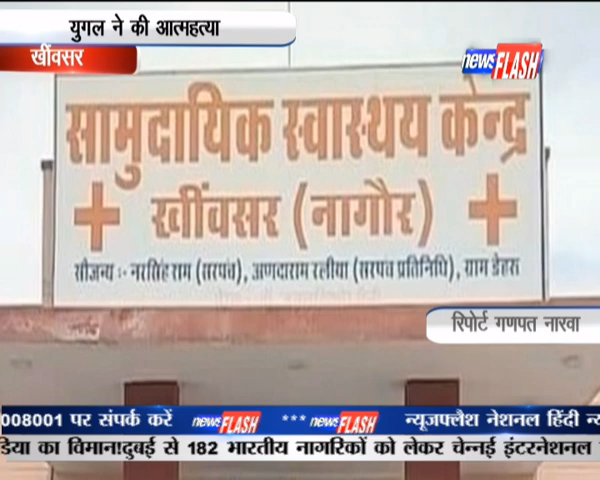 युगल ने की आत्महत्या
खींवसर
news FLASH
सामुदायिक स्वास्थय केन्द्र
खींवसर (नागौर)
सौजन्य :- नरसिंह राम (सरपंच), अणदाराम रलीया (सरपंच प्रतिनिधि), ग्राम डेहरु
रिपोर्ट गणपत नारवा
008001 पर संपर्क करें news FLASH *** news FLASH न्यूजफ्लैश नेशनल हिंदी
डिया का विमान!दुबई से 182 भारतीय नागरिकों को लेकर चेन्नई इंटरनेशनल